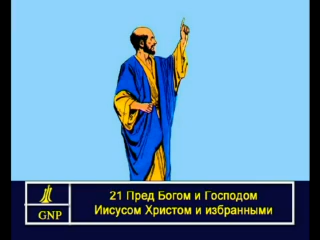 21 Пред Богом и Господом
Иисусом Христом и избранными
GNP